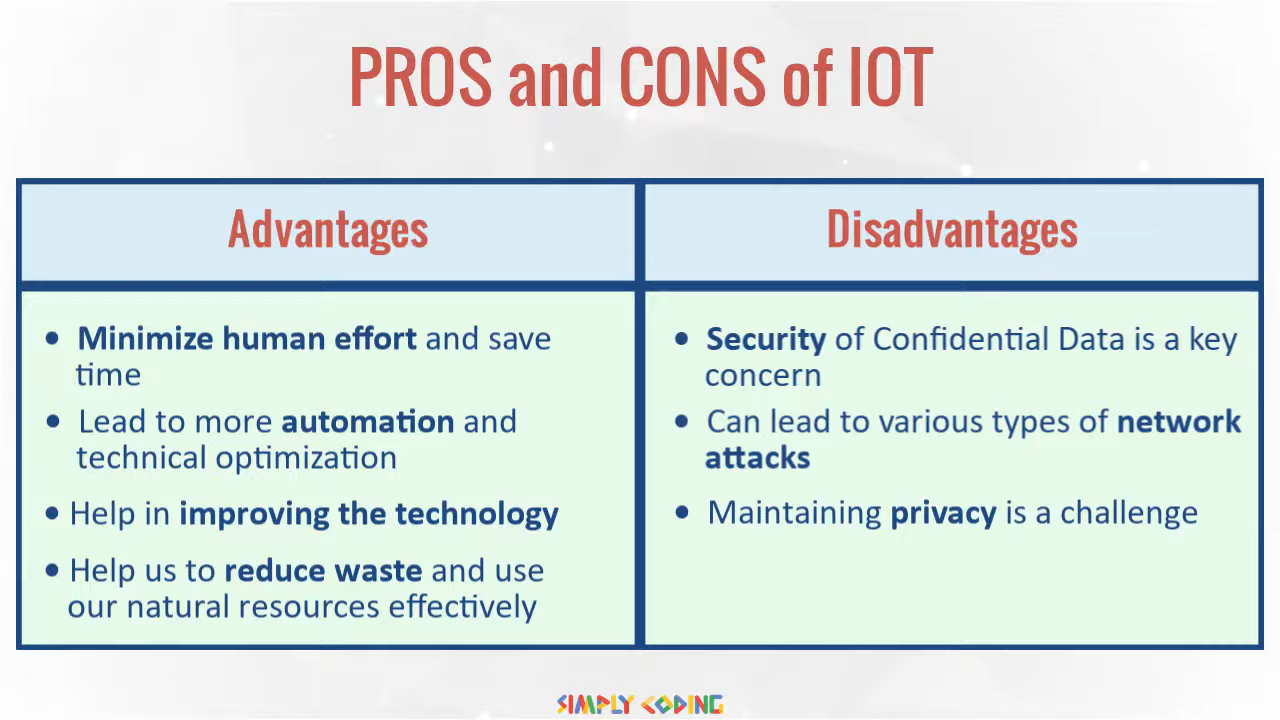 PROS and CONS of IOT
Advantages
• Minimize human effort and save
time
• Lead to more automation and
technical optimization
• Help in improving the technology
• Help us to reduce waste and use
our natural resources effectively
Disadvantages
• Security of Confidential Data is a key
concern
• Can lead to various types of network
attacks
• Maintaining privacy is a challenge
SIMPLY CODING